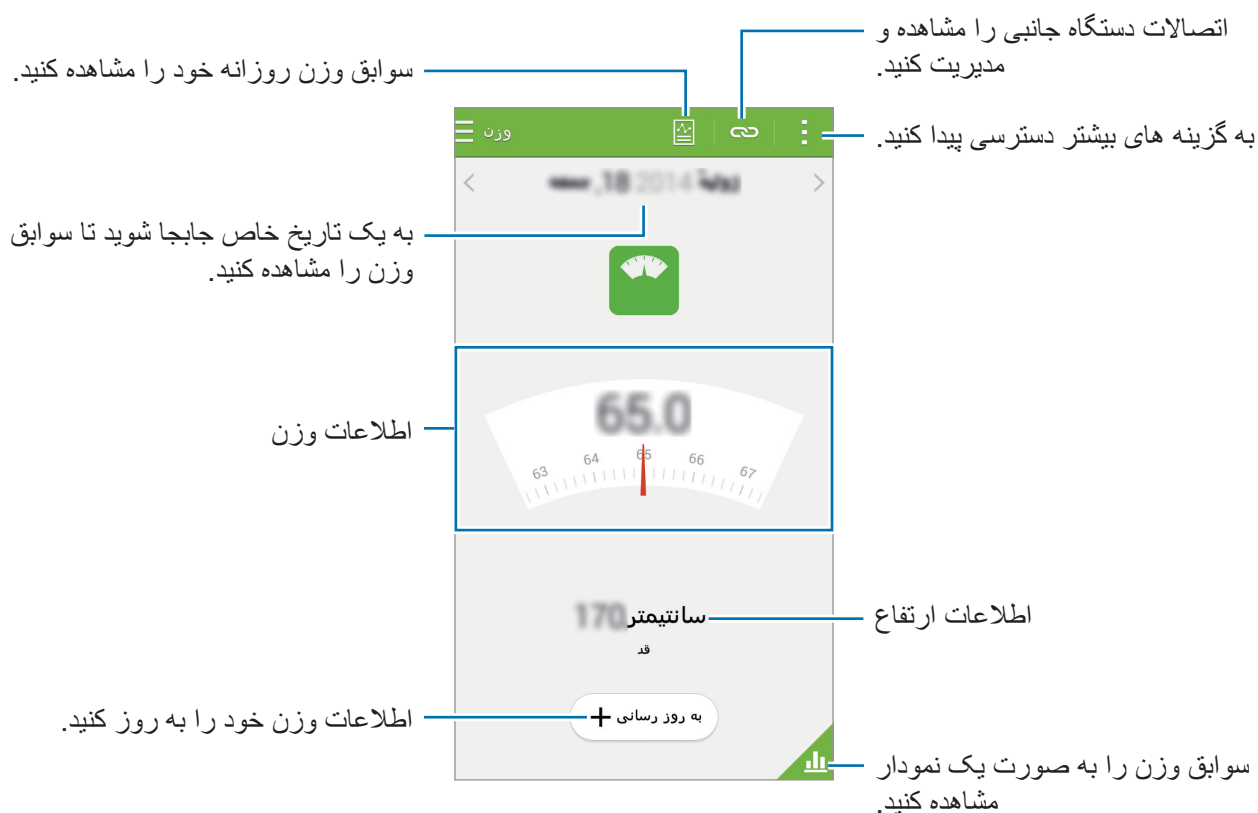 اتصالات دستگاه جانبی را مشاهده و
مدیریت کنید.
سوابق وزن روزانه خود را مشاهده کنید.
وزن
به گزینه های بیشتر دسترسی پیدا کنید.
18, 2014
به یک تاریخ خاص جابجا شوید تا سوابق
وزن را مشاهده کنید.
65.0
63 64 65 66 67
اطلاعات وزن
170 سانتیمتر
اطلاعات ارتفاع
قد
به روز رسانی +
اطلاعات وزن خود را به روز کنید.
سوابق وزن را به صورت یک نمودار
مشاهده کنید.